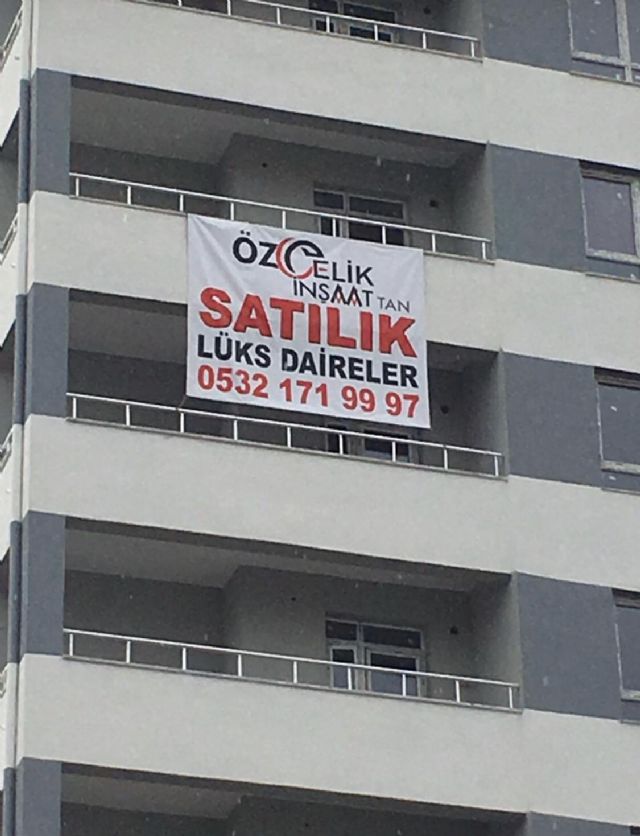 ÖZÇELİK
İNŞAAT TAN
SATILIK
LÜKS DAİRELER
0532 171 99 97